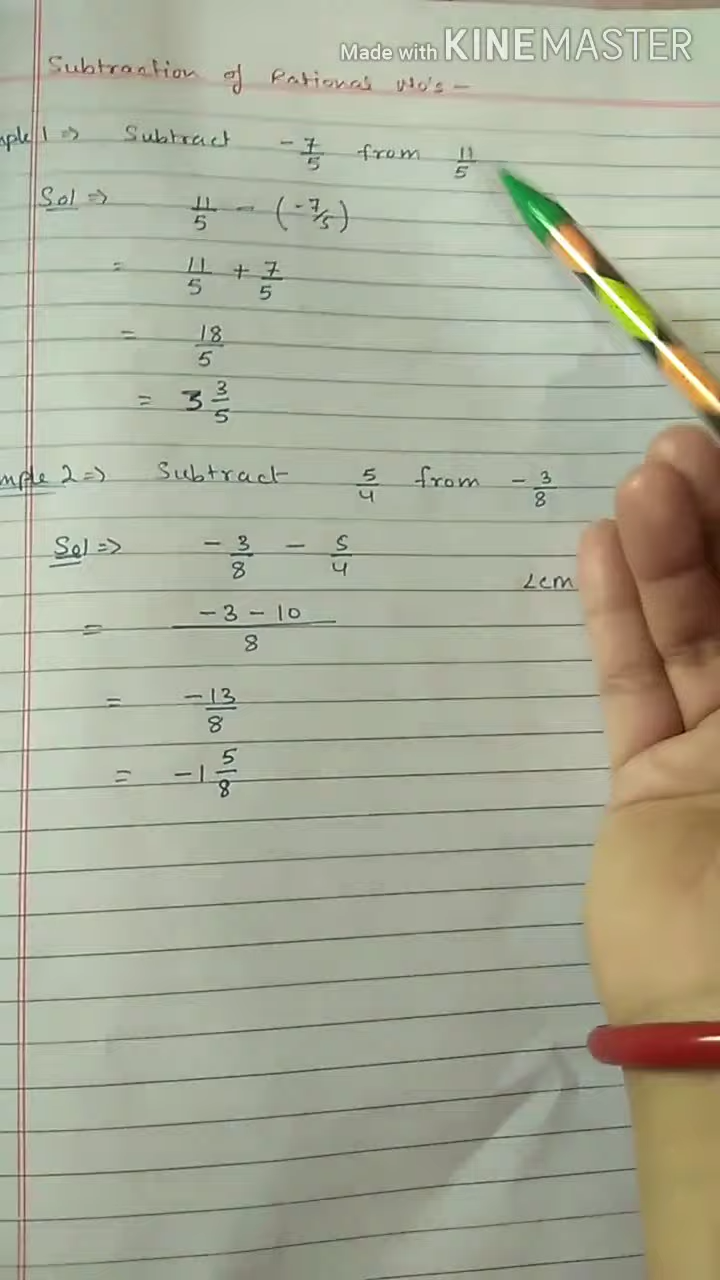 Made with KINEMASTER
Subtraction of Rational No's -
mple 1 => Subtract -7/5 from 11/5
Sol => 11/5 - (-7/5)
= 11/5 + 7/5
= 18/5
= 3 3/5
mple 2 => Subtract 5/4 from -3/8
Sol => -3/8 - 5/4
Lcm
= -3 - 10/8
= -13/8
= -1 5/8